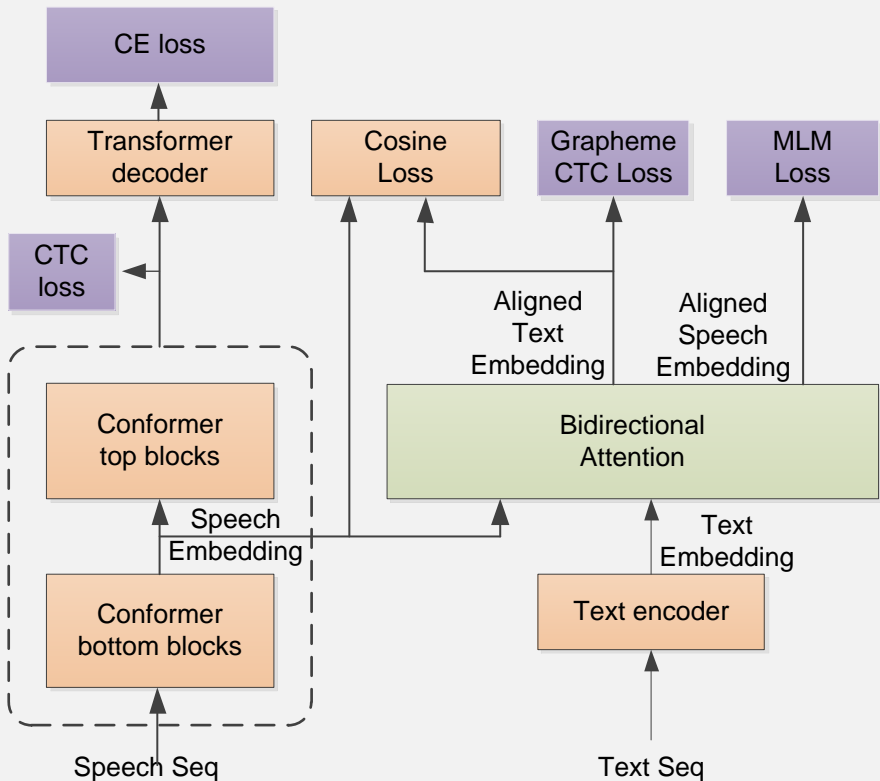 CE loss
Transformer
decoder
Cosine
Loss
Grapheme
CTC Loss
MLM
Loss
CTC
loss
Aligned
Text
Embedding
Aligned
Speech
Embedding
Conformer
top blocks
Bidirectional
Attention
Speech
Embedding
Text
Embedding
Conformer
bottom blocks
Text encoder
Speech Seq
Text Seq